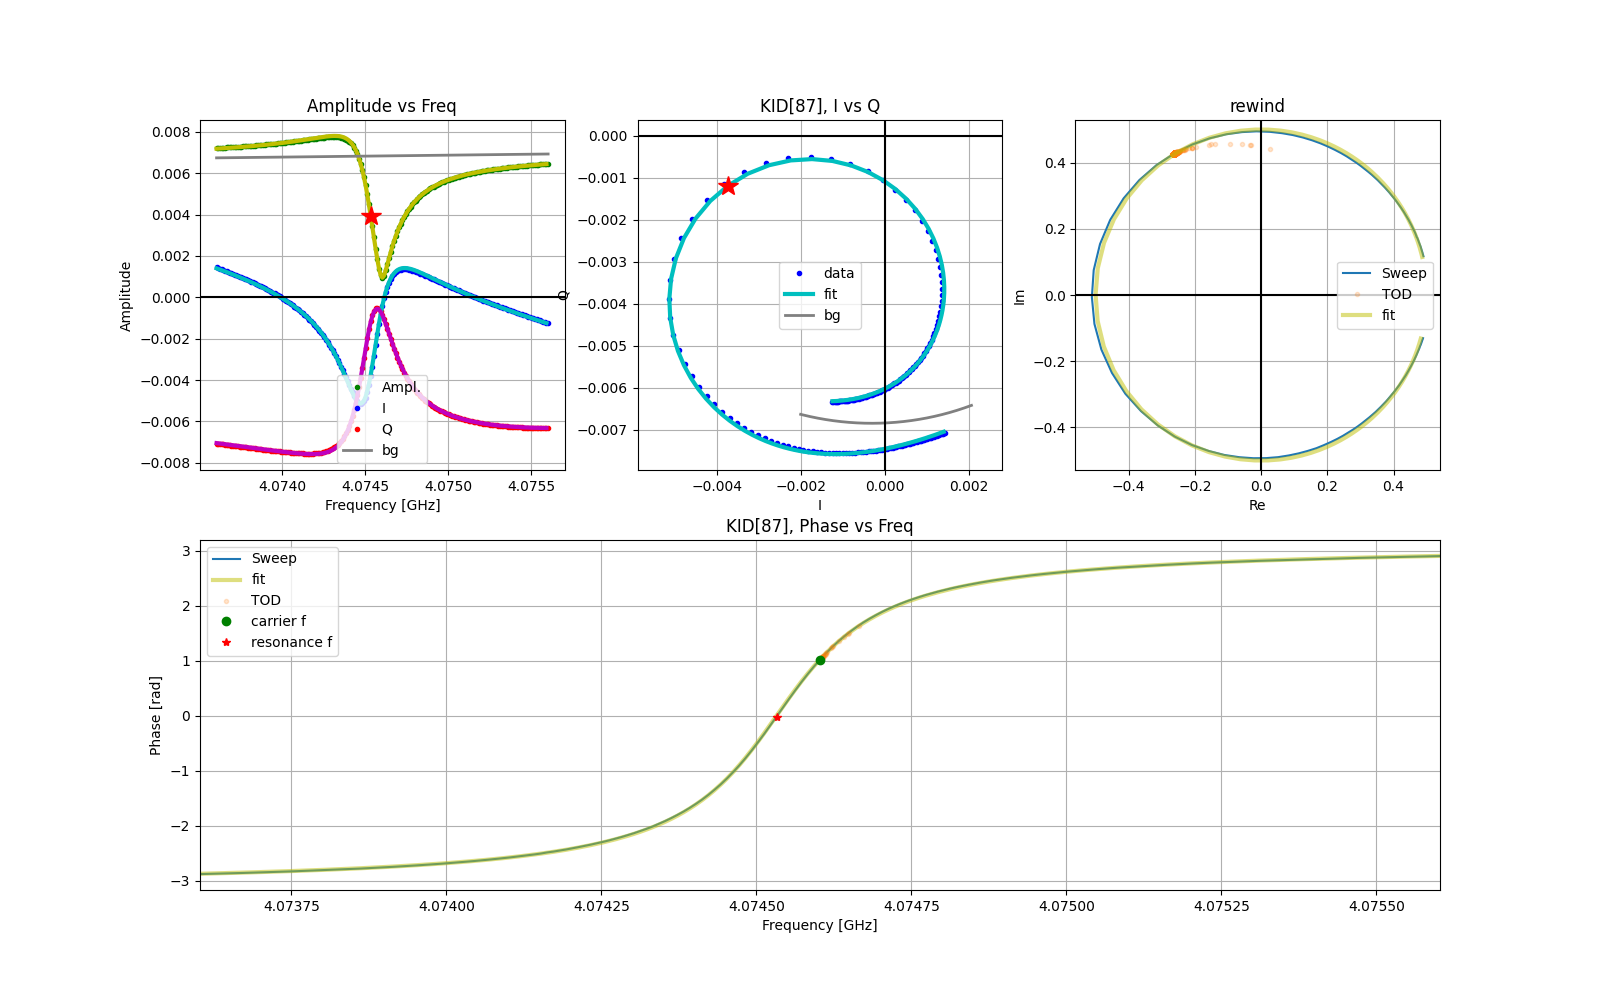 Amplitude vs Freq
0.008
0.006
0.004
0.002
0.000
−0.002
−0.004
−0.006
−0.008
Amplitude
4.0740
4.0745
4.0750
4.0755
Frequency [GHz]
Ampl.
I
Q
bg
KID[87], I vs Q
0.000
−0.001
−0.002
−0.003
−0.004
−0.005
−0.006
−0.007
Q
−0.004
−0.002
0.000
0.002
I
data
fit
bg
rewind
0.4
0.2
0.0
−0.2
−0.4
Im
−0.4
−0.2
0.0
0.2
0.4
Re
Sweep
TOD
fit
KID[87], Phase vs Freq
3
2
1
0
−1
−2
−3
Phase [rad]
4.07375
4.07400
4.07425
4.07450
4.07475
4.07500
4.07525
4.07550
Frequency [GHz]
Sweep
fit
TOD
carrier f
resonance f